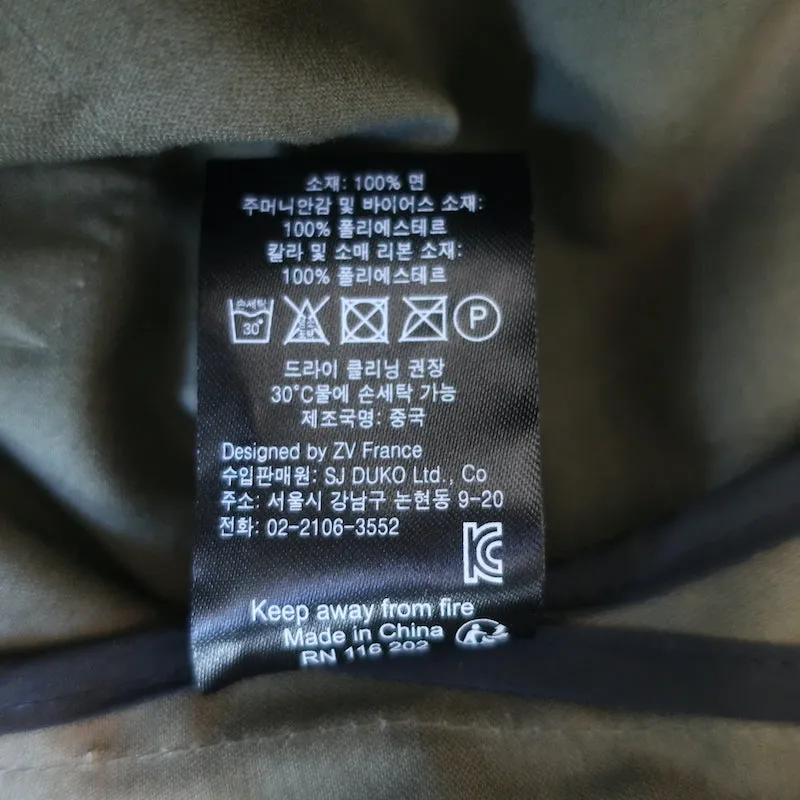 소재: 100% 면
주머니안감 및 바이어스 소재:
100% 폴리에스테르
칼라 및 소매 리본 소재:
100% 폴리에스테르
손세탁
30°
P
드라이 클리닝 권장
30°C물에 손세탁 가능
제조국명: 중국
Designed by ZV France
수입판매원: SJ DUKO Ltd., Co
주소: 서울시 강남구 논현동 9-20
전화: 02-2106-3552
Keep away from fire
Made in China
RN 116 202